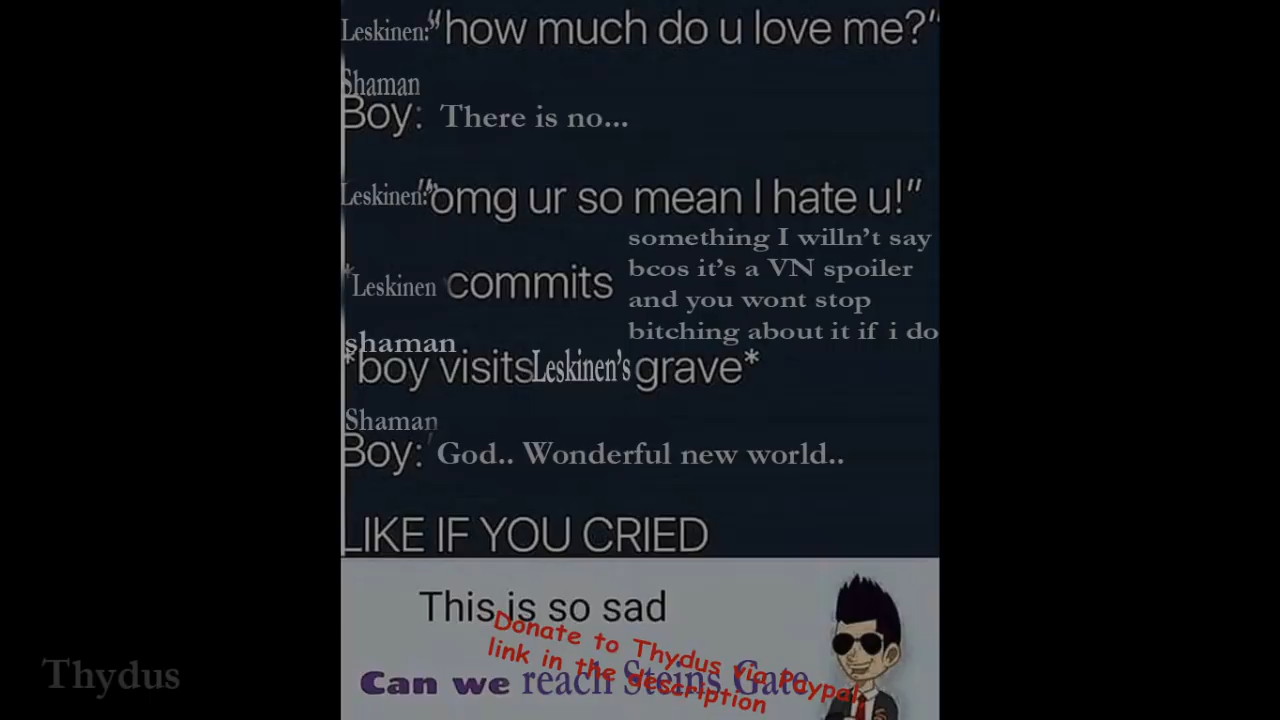 Leskinen:"how much do u love me?"
Shaman
Boy: There is no...
Leskinen:"omg ur so mean I hate u!"
*Leskinen commits something I willn't say
bcos it's a VN spoiler
and you wont stop
bitching about it if i do
shaman
*boy visits Leskinen's grave*
Shaman
Boy: God.. Wonderful new world..
LIKE IF YOU CRIED
This is so sad
Can we reach Steins Gate
Donate to Thydus via Paypal,
link in the description
Thydus